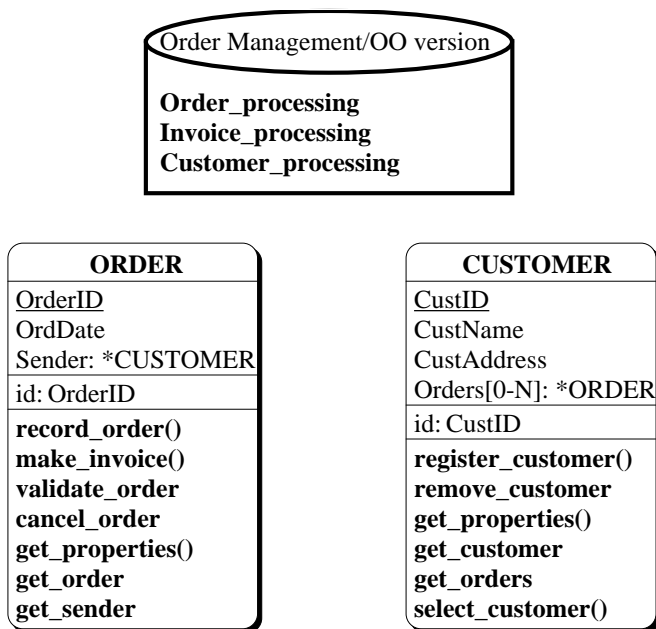 Order Management/OO version
Order_processing
Invoice_processing
Customer_processing
ORDER
OrderID
OrdDate
Sender: *CUSTOMER
id: OrderID
record_order()
make_invoice()
validate_order
cancel_order
get_properties()
get_order
get_sender
CUSTOMER
CustID
CustName
CustAddress
Orders[0-N]: *ORDER
id: CustID
register_customer()
remove_customer
get_properties()
get_customer
get_orders
select_customer()